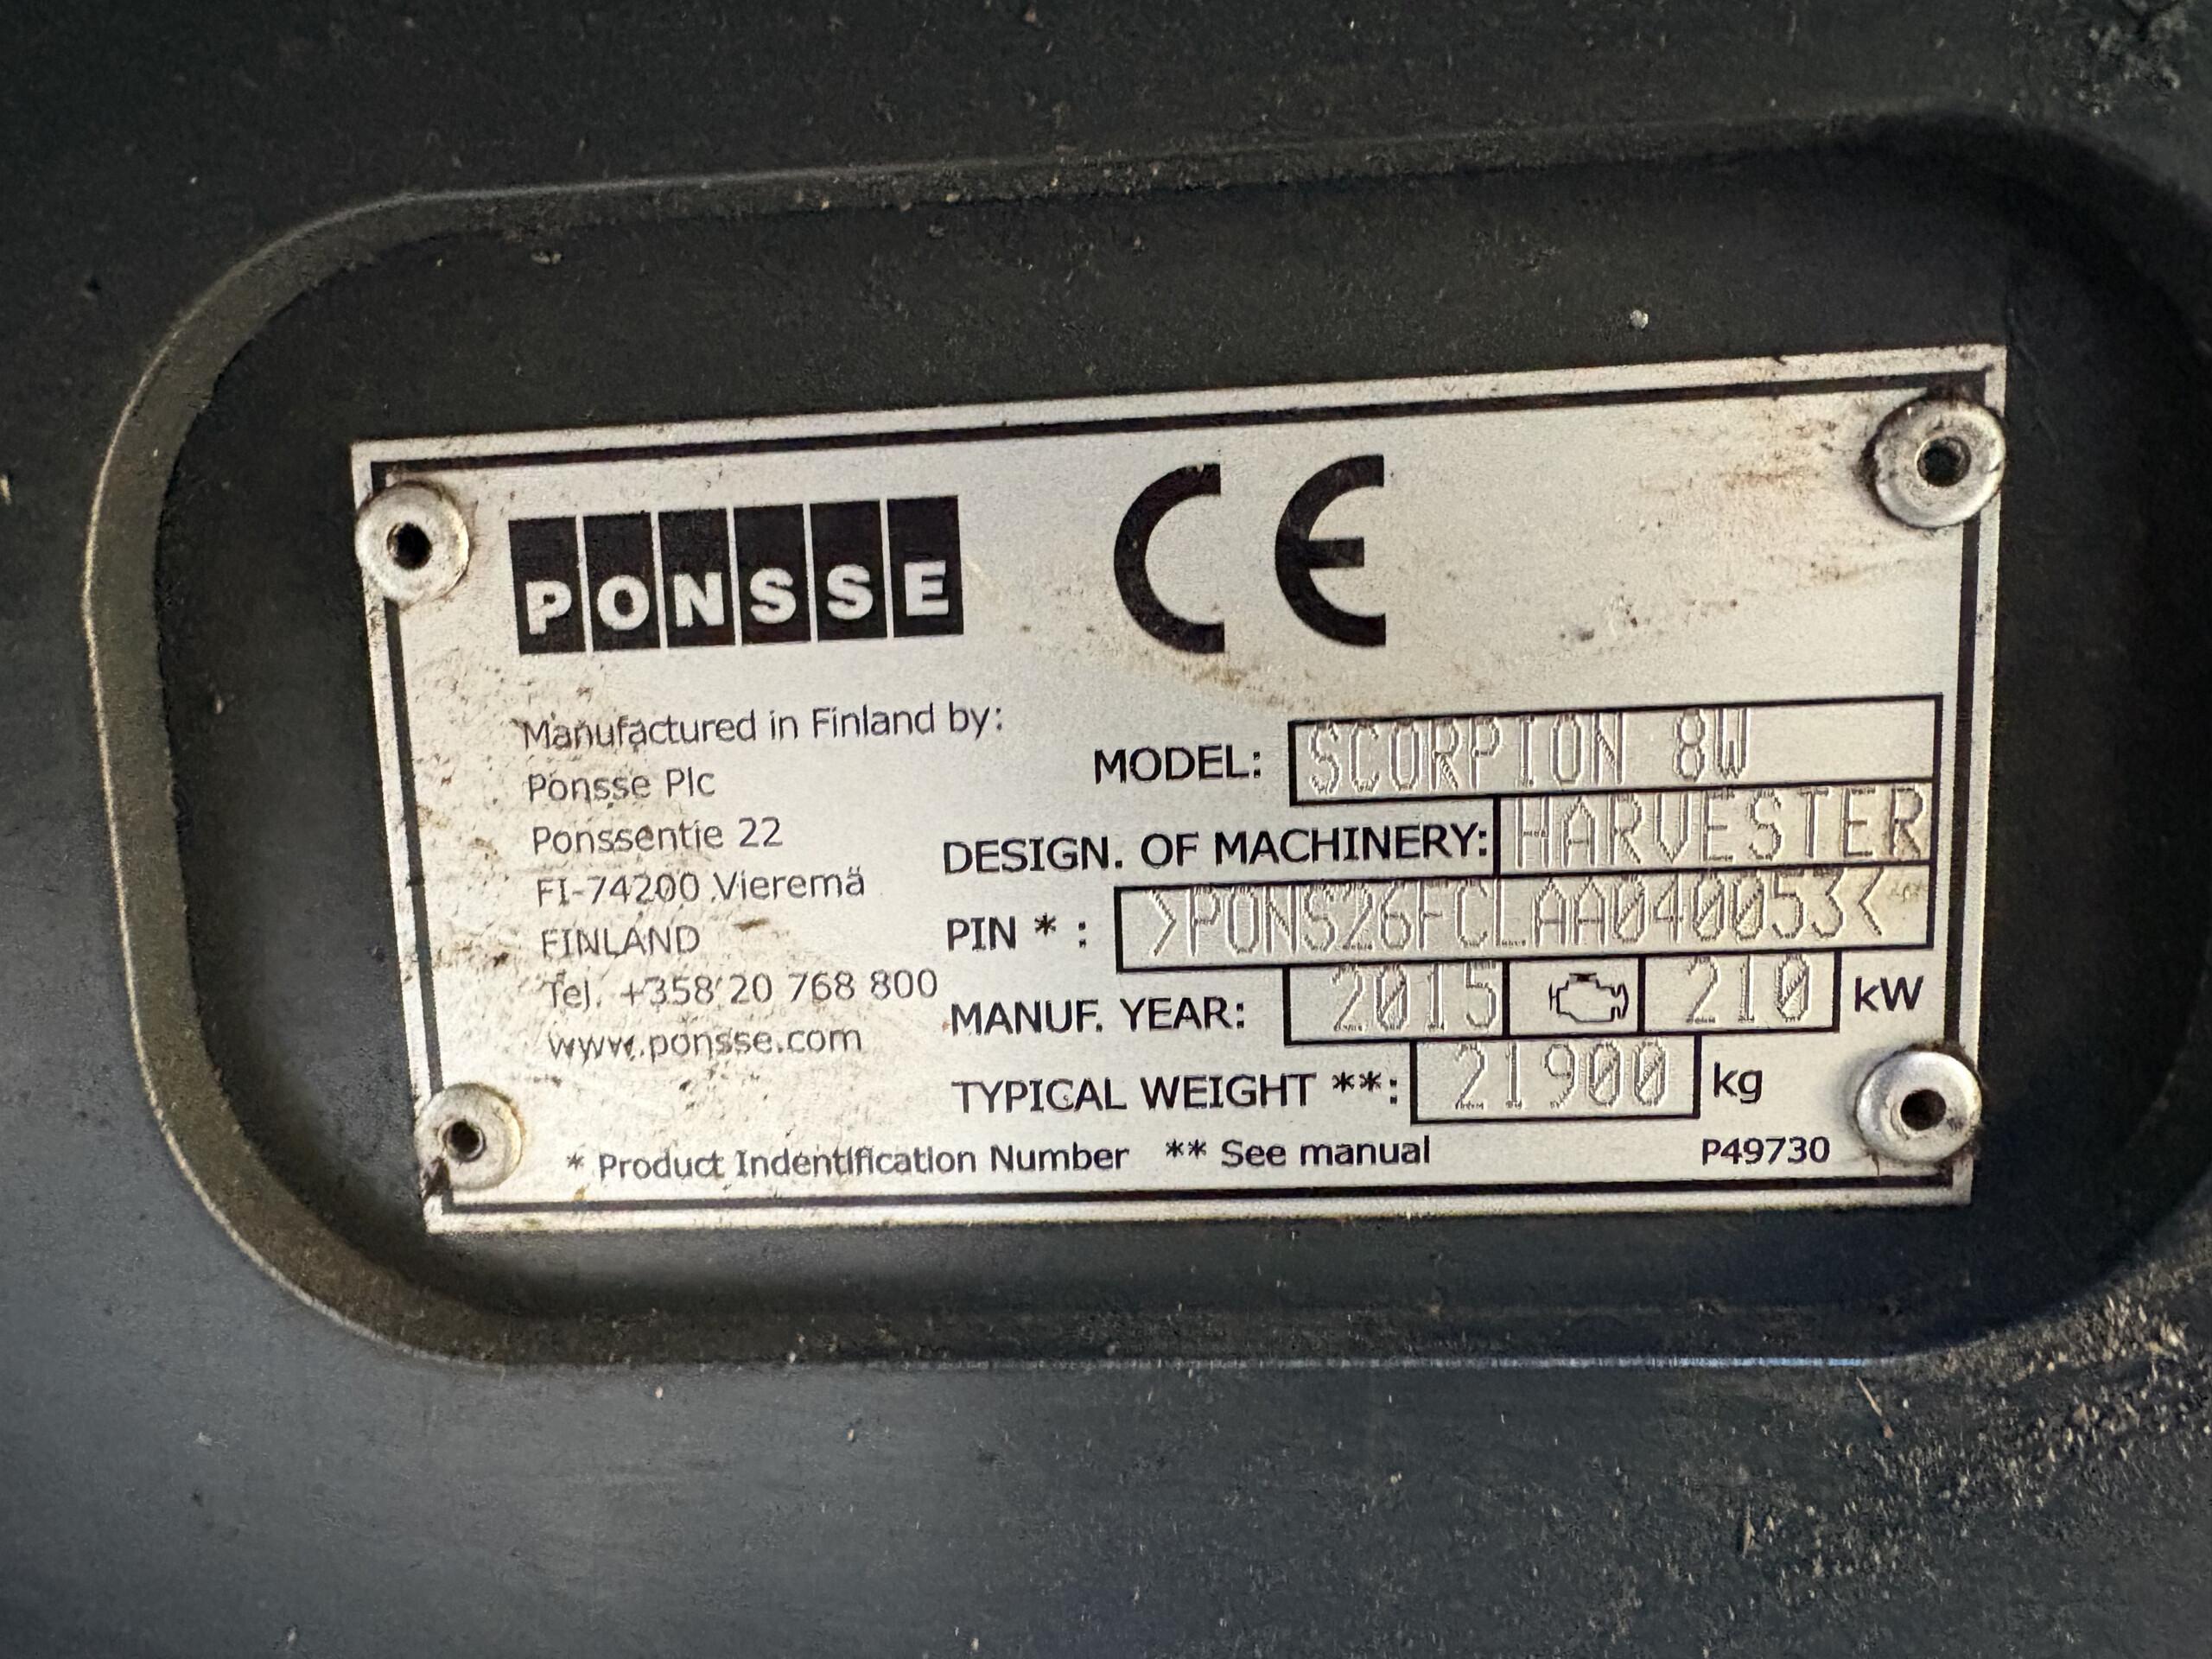 PONSSE CE
Manufactured in Finland by:
Ponsse Plc
Ponssentie 22
FI-74200 Vieremä
FINLAND
Tel. +358 20 768 800
www.ponsse.com
MODEL: SCORPION 8W
DESIGN. OF MACHINERY: HARVESTER
PIN * : >PONS26FCLAA040053<
MANUF. YEAR: 2015 210 kW
TYPICAL WEIGHT **: 21900 kg
* Product Indentification Number ** See manual P49730